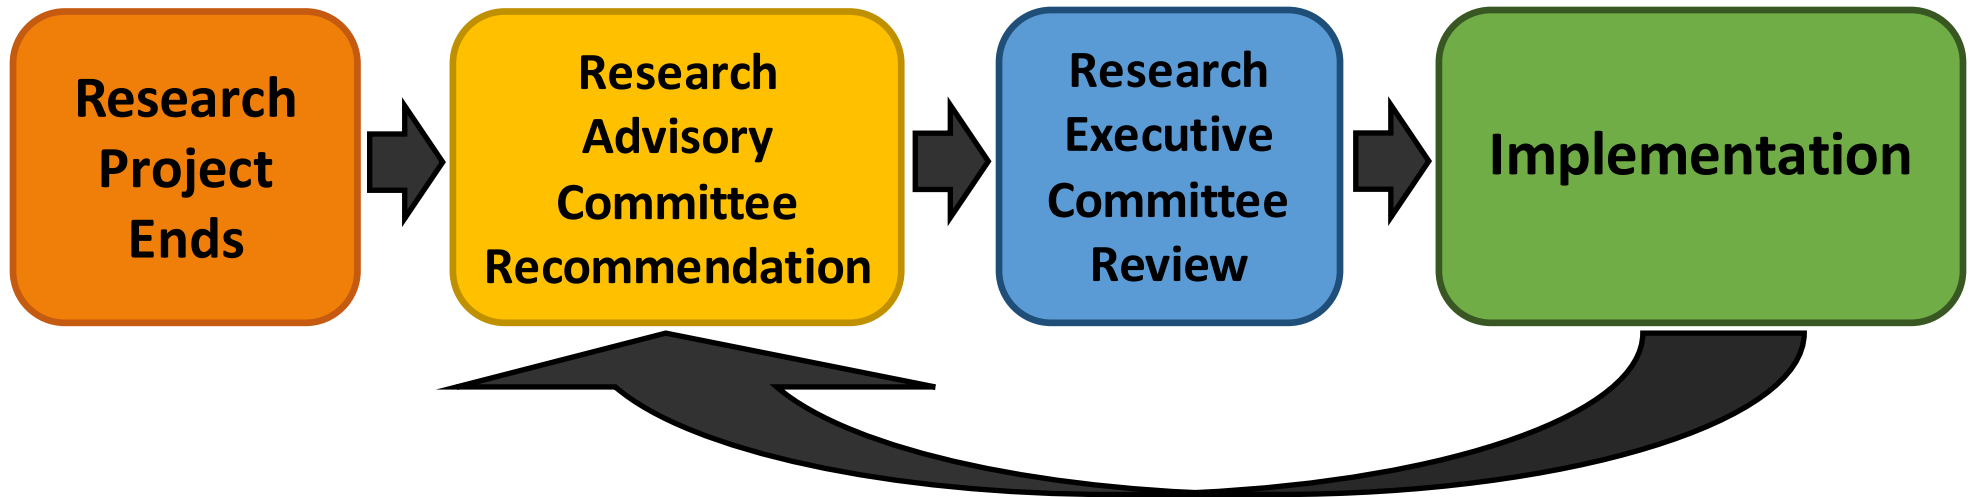 Research
Project
Ends
Research
Advisory
Committee
Recommendation
Research
Executive
Committee
Review
Implementation